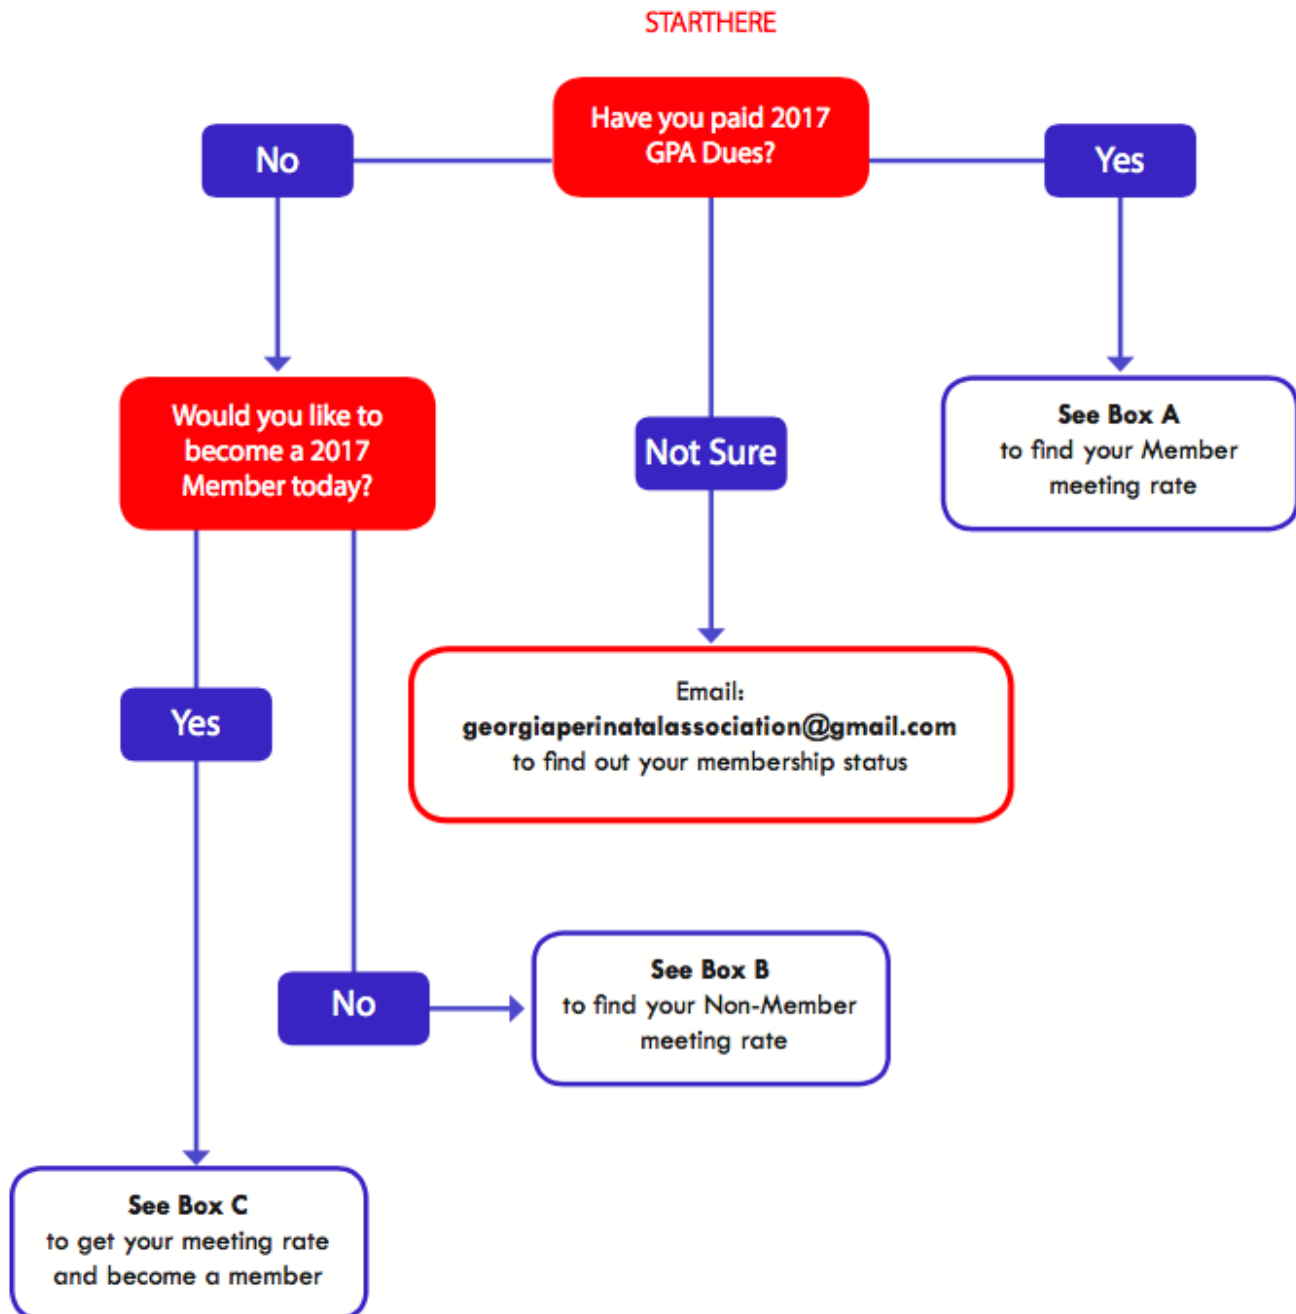 STARTHERE
Have you paid 2017
GPA Dues?
No
Yes
Would you like to
become a 2017
Member today?
Not Sure
See Box A
to find your Member
meeting rate
Email:
georgiaperinatalassociation@gmail.com
to find out your membership status
Yes
No
See Box B
to find your Non-Member
meeting rate
See Box C
to get your meeting rate
and become a member